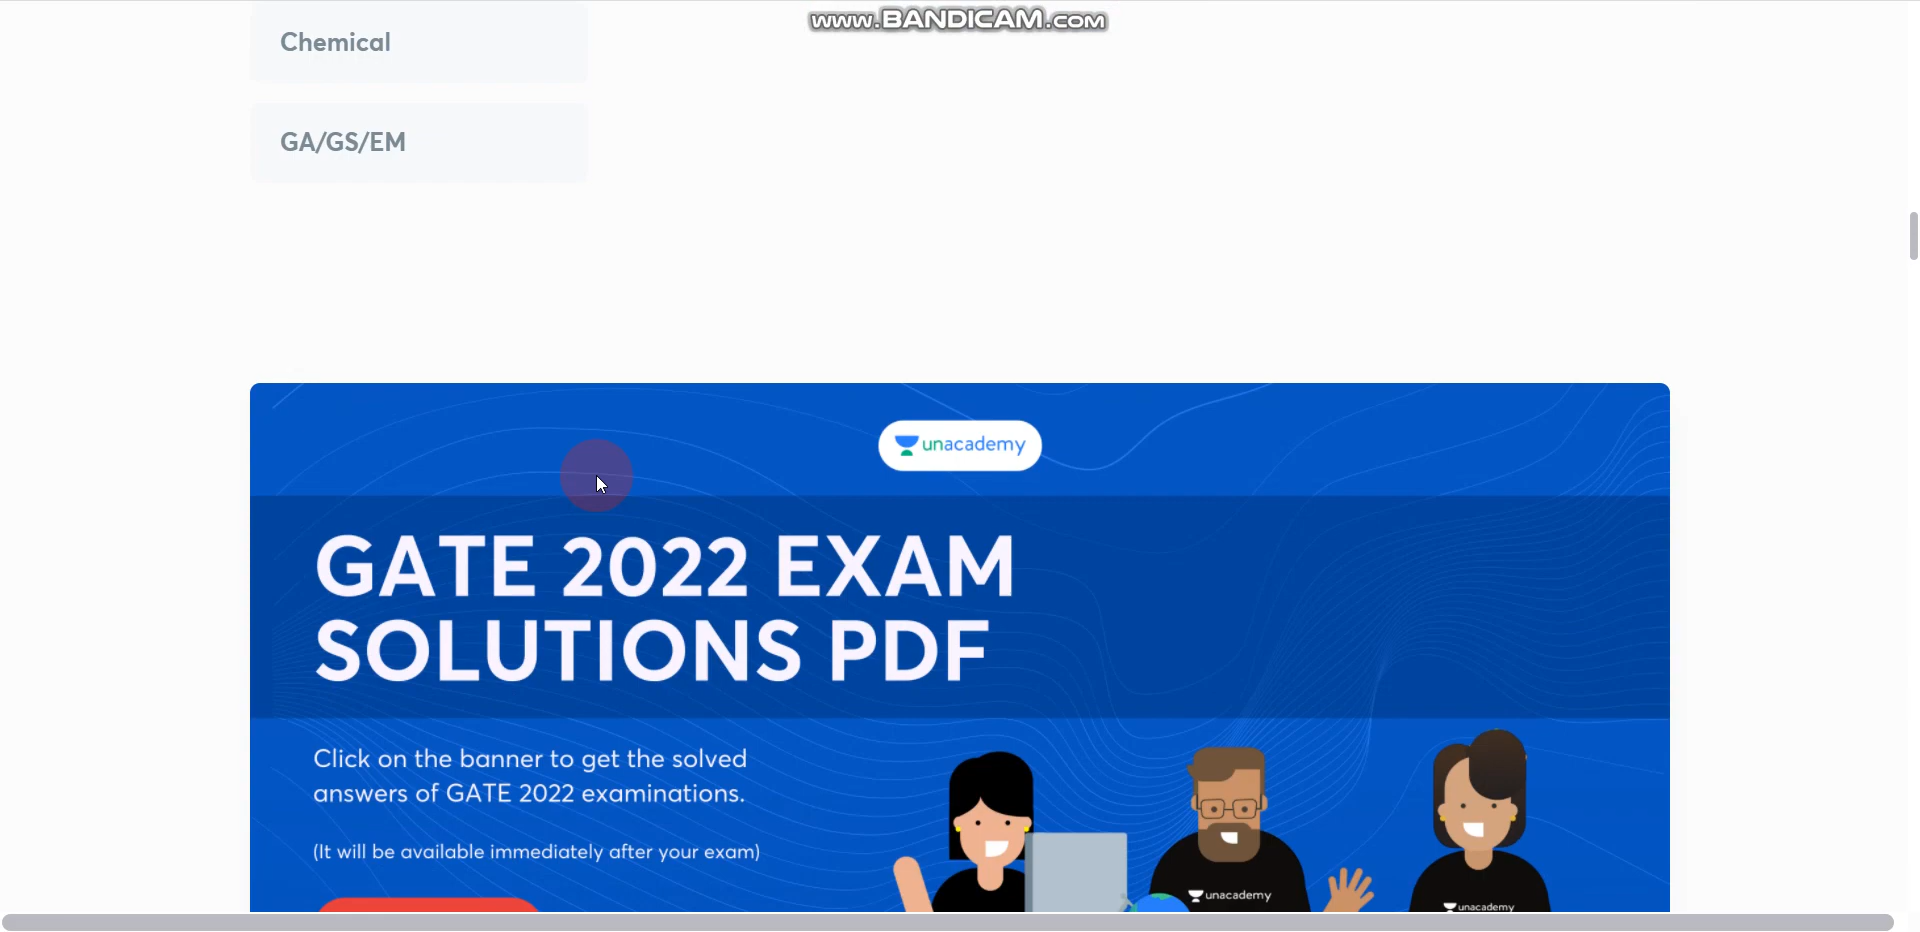 www.BANDICAM.com
Chemical
GA/GS/EM
unacademy
GATE 2022 EXAM
SOLUTIONS PDF
Click on the banner to get the solved
answers of GATE 2022 examinations.
(It will be available immediately after your exam)
unacademy
unacademy